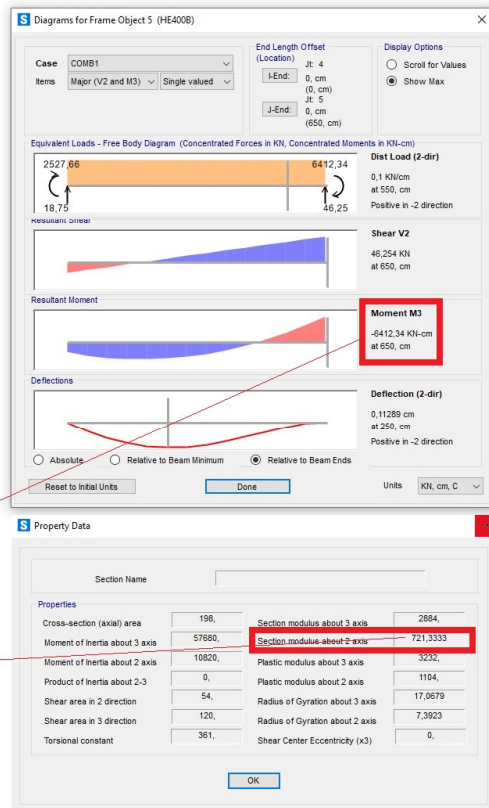 S Diagrams for Frame Object 5 (HE400B)
Case COMB1
Items Major (V2 and M3) Single valued
End Length Offset
(Location)
Jt: 4
I-End: 0, cm
(0, cm)
Jt: 5
J-End: 0, cm
(650, cm)
Display Options
Scroll for Values
Show Max
Equivalent Loads - Free Body Diagram (Concentrated Forces in KN, Concentrated Moments in KN-cm)
2527,66 6412,34
18,75 46,25
Dist Load (2-dir)
0,1 KN/cm
at 550, cm
Positive in -2 direction
Resultant Shear
Shear V2
46,254 KN
at 650, cm
Resultant Moment
Moment M3
-6412,34 KN-cm
at 650, cm
Deflections
Deflection (2-dir)
0,11289 cm
at 250, cm
Positive in -2 direction
Absolute Relative to Beam Minimum Relative to Beam Ends
Reset to Initial Units Done Units KN, cm, C
S Property Data
Section Name
Properties
Cross-section (axial) area 198, Section modulus about 3 axis 2884,
Moment of Inertia about 3 axis 57680, Section modulus about 2 axis 721,3333
Moment of Inertia about 2 axis 10820, Plastic modulus about 3 axis 3232,
Product of Inertia about 2-3 0, Plastic modulus about 2 axis 1104,
Shear area in 2 direction 54, Radius of Gyration about 3 axis 17,0679
Shear area in 3 direction 120, Radius of Gyration about 2 axis 7,3923
Torsional constant 361, Shear Center Eccentricity (x3) 0,
OK